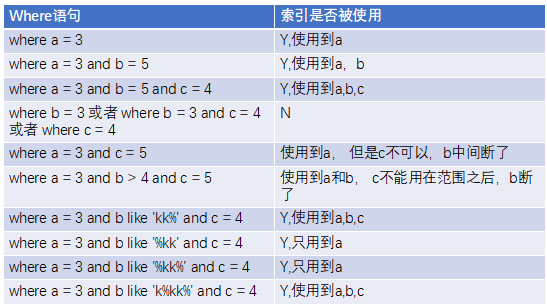 Where语句 索引是否被使用
where a = 3 Y,使用到a
where a = 3 and b = 5 Y,使用到a，b
where a = 3 and b = 5 and c = 4 Y,使用到a,b,c
where b = 3 或者 where b = 3 and c = 4 N
或者 where c = 4
where a = 3 and c = 5 使用到a， 但是c不可以，b中间断了
where a = 3 and b > 4 and c = 5 使用到a和b， c不能用在范围之后，b断
了
where a = 3 and b like 'kk%' and c = 4 Y,使用到a,b,c
where a = 3 and b like '%kk' and c = 4 Y,只用到a
where a = 3 and b like '%kk%' and c = 4 Y,只用到a
where a = 3 and b like 'k%kk%' and c = 4 Y,使用到a,b,c